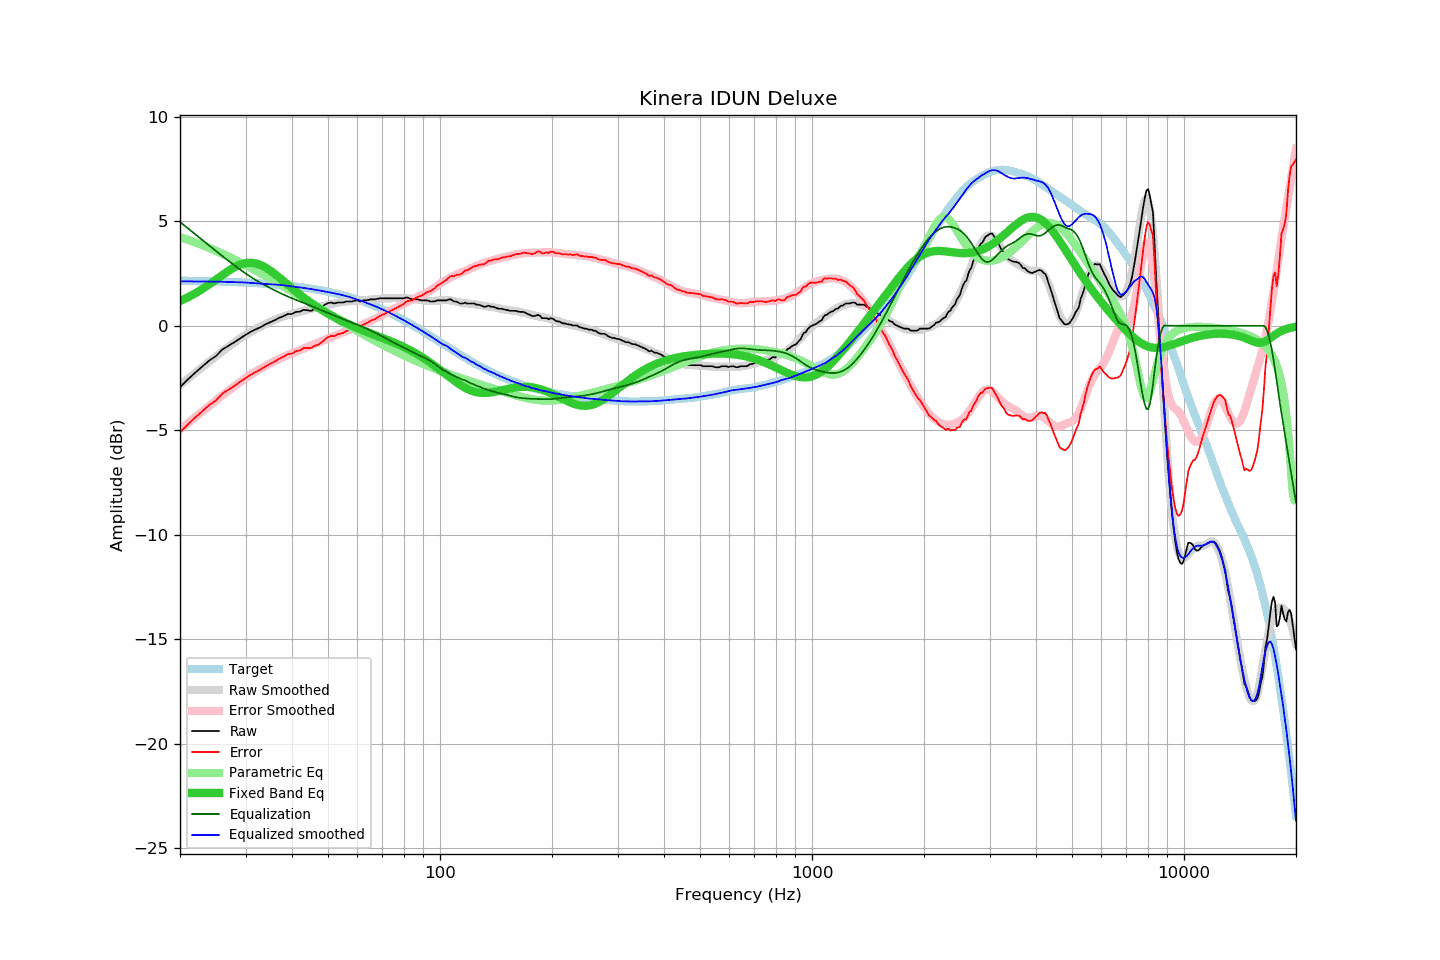 Kinera IDUN Deluxe
10
5
0
−5
−10
−15
−20
−25
Amplitude (dBr)
Target
Raw Smoothed
Error Smoothed
Raw
Error
Parametric Eq
Fixed Band Eq
Equalization
Equalized smoothed
100
1000
10000
Frequency (Hz)